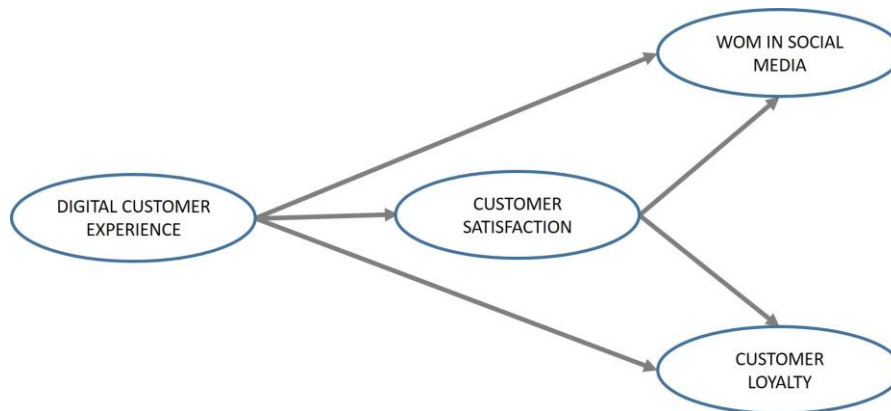 WOM IN SOCIAL
MEDIA
DIGITAL CUSTOMER
EXPERIENCE
CUSTOMER
SATISFACTION
CUSTOMER
LOYALTY